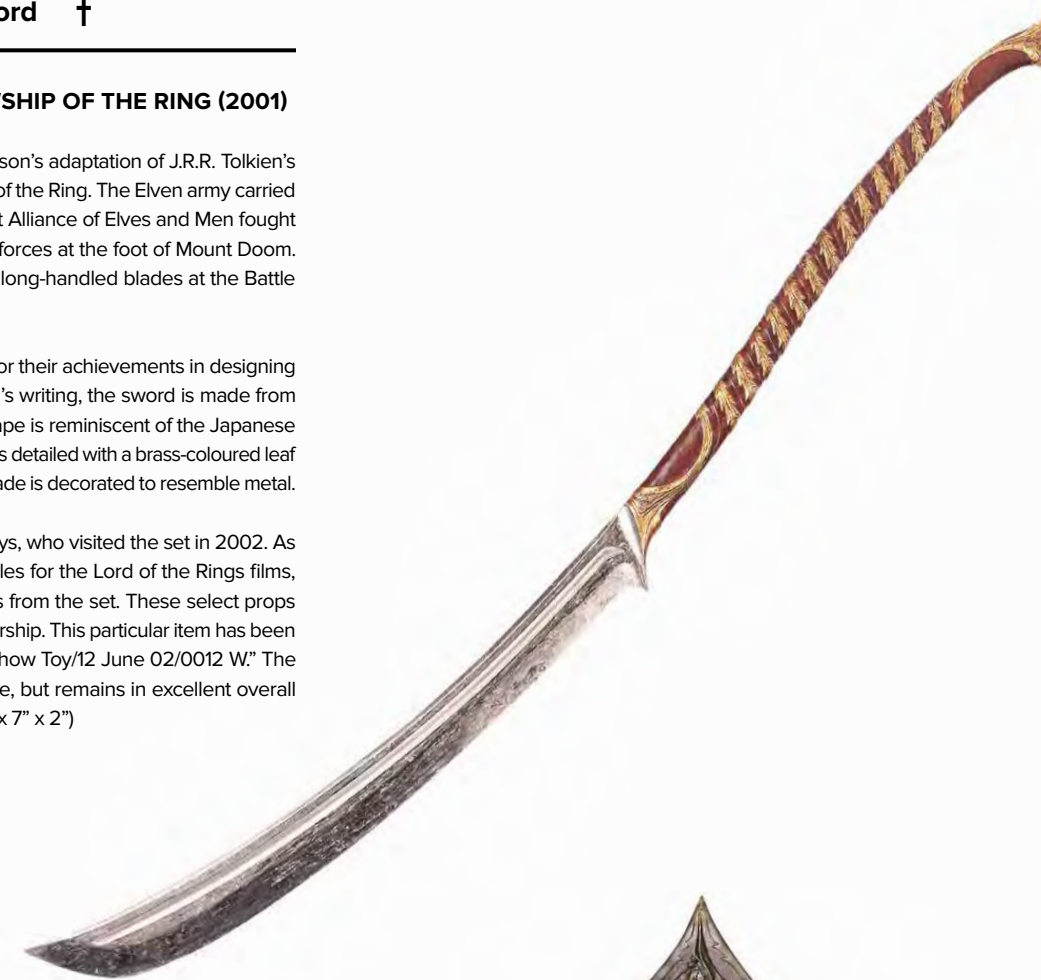 ord †
SHIP OF THE RING (2001)
son’s adaptation of J.R.R. Tolkien’s
of the Ring. The Elven army carried
t Alliance of Elves and Men fought
forces at the foot of Mount Doom.
long-handled blades at the Battle
or their achievements in designing
’s writing, the sword is made from
ape is reminiscent of the Japanese
s detailed with a brass-coloured leaf
ade is decorated to resemble metal.
ys, who visited the set in 2002. As
les for the Lord of the Rings films,
s from the set. These select props
rship. This particular item has been
how Toy/12 June 02/0012 W.” The
e, but remains in excellent overall
x 7” x 2”)